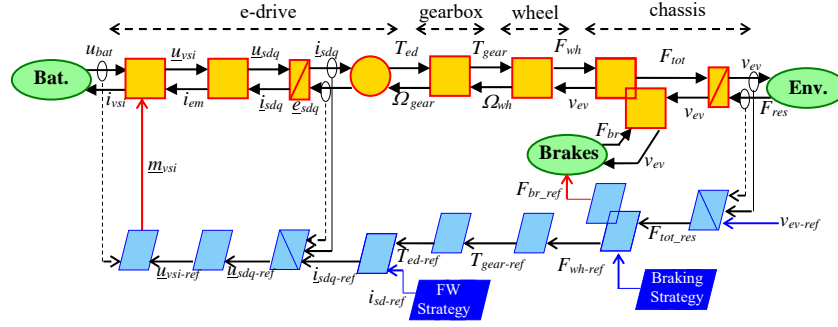 e-drive gearbox wheel chassis
u_bat u_vsi u_sdq i_sdq T_ed T_gear F_wh F_tot v_ev
Bat. Env.
i_vsi i_em i_sdq e_sdq Ω_gear Ω_wh v_ev v_ev F_res
F_br
Brakes v_ev
m_vsi
F_br_ref
v_ev-ref
F_tot_res
u_vsi-ref u_sdq-ref i_sdq-ref T_ed-ref T_gear-ref F_wh-ref
i_sd-ref FW Braking
Strategy Strategy